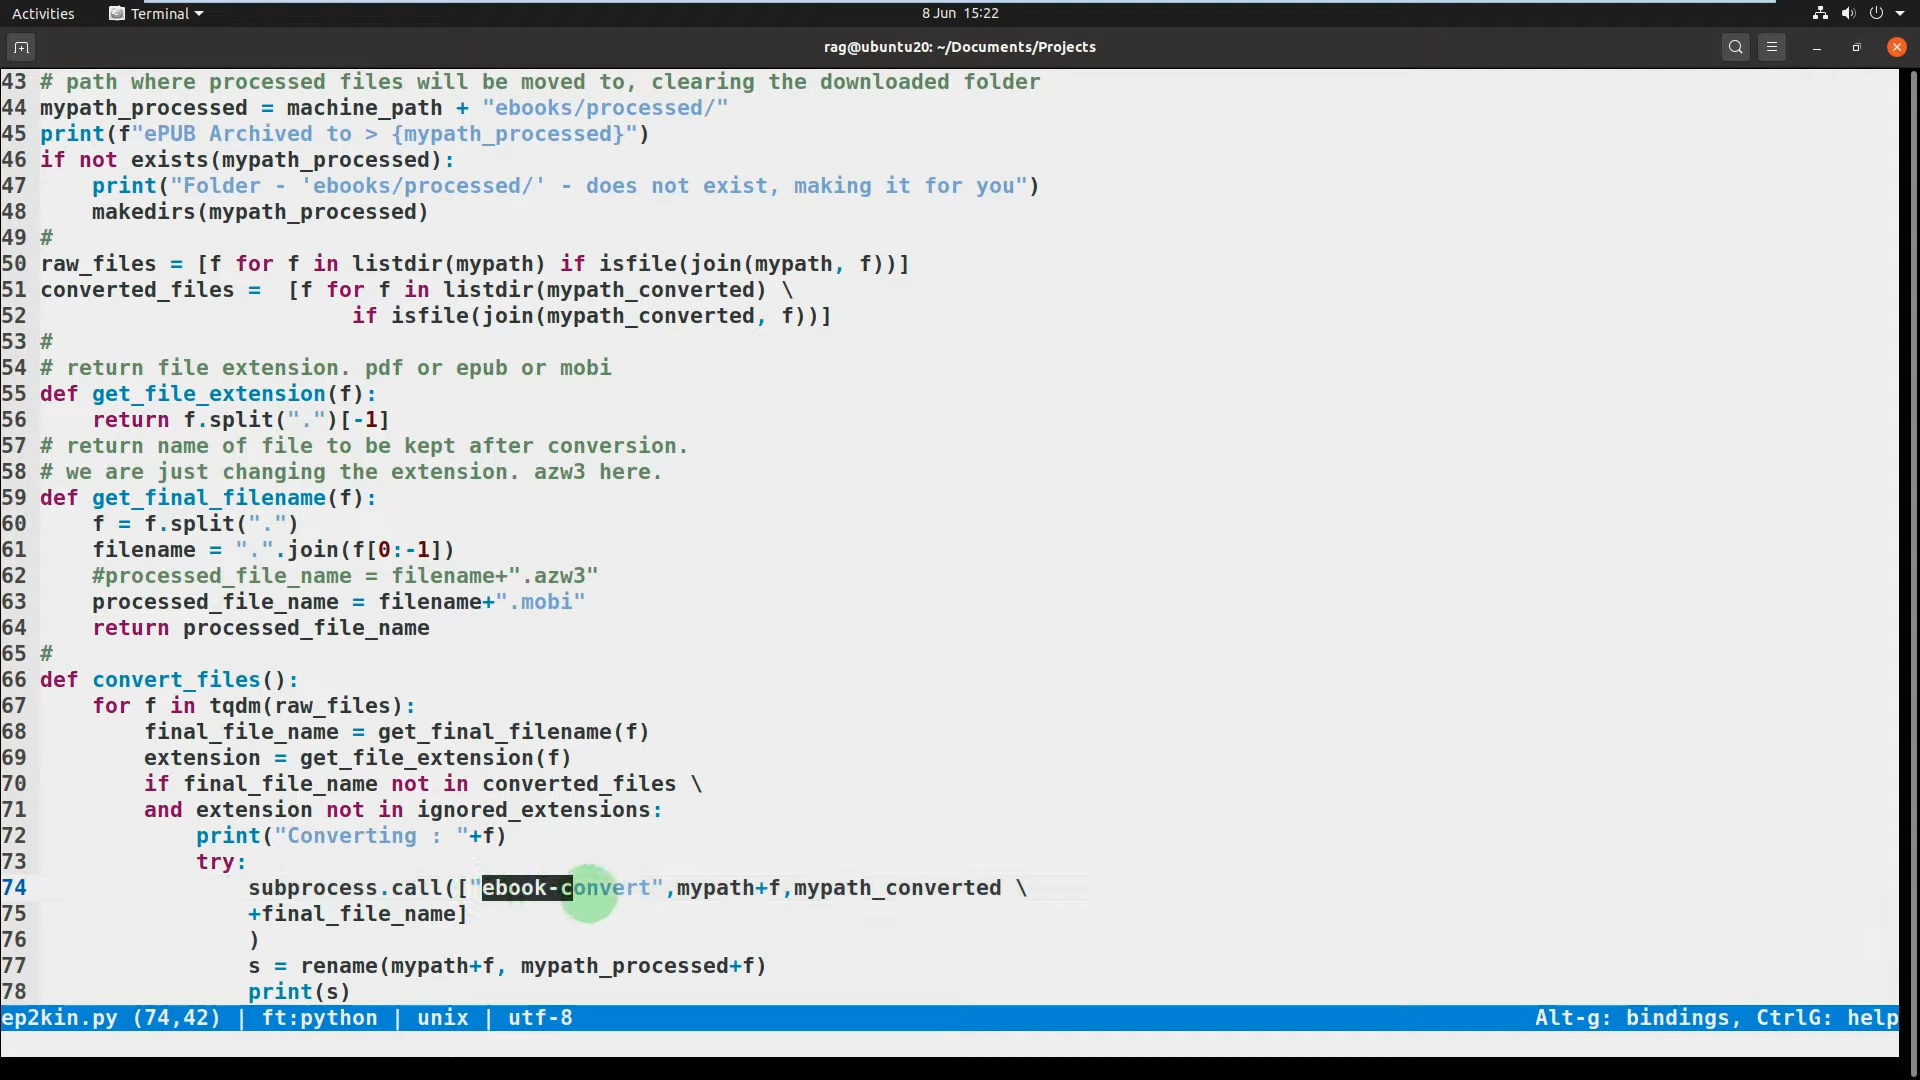 Activities Terminal 8 Jun 15:22
rag@ubuntu20: ~/Documents/Projects
43 # path where processed files will be moved to, clearing the downloaded folder
44 mypath_processed = machine_path + "ebooks/processed/"
45 print(f"ePUB Archived to > {mypath_processed}")
46 if not exists(mypath_processed):
47     print("Folder - 'ebooks/processed/' - does not exist, making it for you")
48     makedirs(mypath_processed)
49 #
50 raw_files = [f for f in listdir(mypath) if isfile(join(mypath, f))]
51 converted_files =  [f for f in listdir(mypath_converted) \
52                         if isfile(join(mypath_converted, f))]
53 #
54 # return file extension. pdf or epub or mobi
55 def get_file_extension(f):
56     return f.split(".")[-1]
57 # return name of file to be kept after conversion.
58 # we are just changing the extension. azw3 here.
59 def get_final_filename(f):
60     f = f.split(".")
61     filename = ".".join(f[0:-1])
62     #processed_file_name = filename+".azw3"
63     processed_file_name = filename+".mobi"
64     return processed_file_name
65 #
66 def convert_files():
67     for f in tqdm(raw_files):
68         final_file_name = get_final_filename(f)
69         extension = get_file_extension(f)
70         if final_file_name not in converted_files \
71         and extension not in ignored_extensions:
72             print("Converting : "+f)
73             try:
74                 subprocess.call(["ebook-convert",mypath+f,mypath_converted \
75                 +final_file_name]
76                 )
77                 s = rename(mypath+f, mypath_processed+f)
78                 print(s)
ep2kin.py (74,42) | ft:python | unix | utf-8 Alt-g: bindings, CtrlG: help